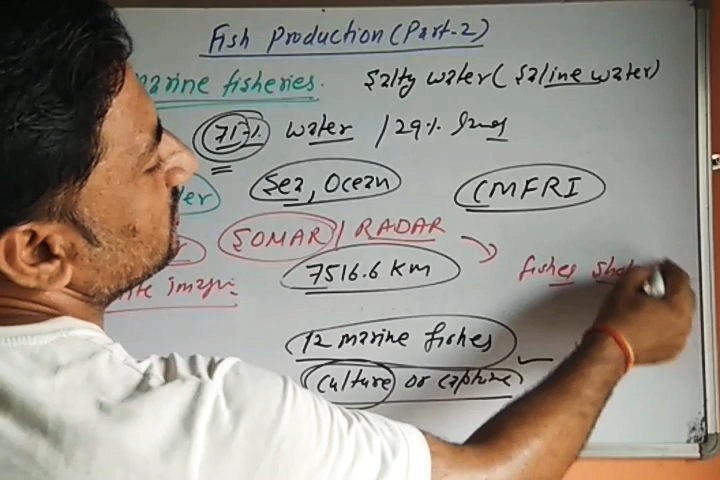 Fish Production (Part-2)
marine fisheries. Salty water (Saline water)
71% water / 29% land
Sea, Ocean CMFRI
SOMAR / RADAR
7516.6 Km fishes
12 marine fishes
culture or capture